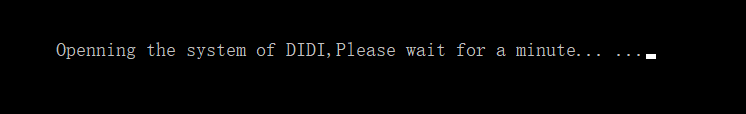 Openning the system of DIDI,Please wait for a minute... ...